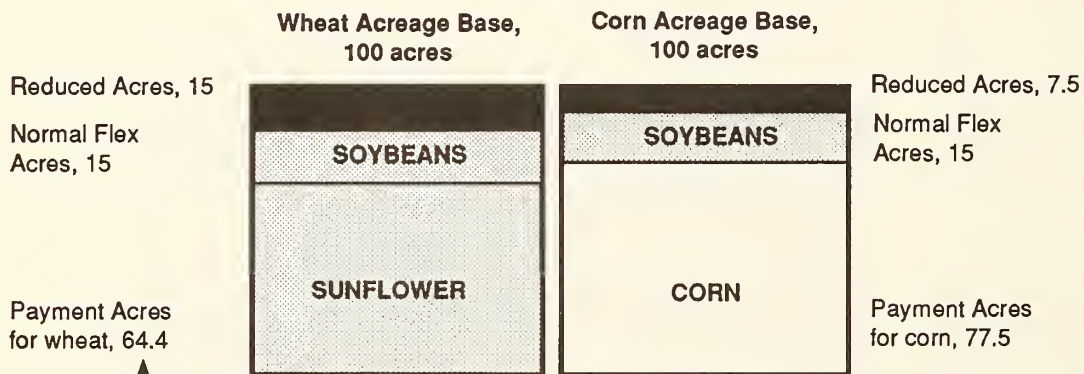 Wheat Acreage Base,
100 acres
Corn Acreage Base,
100 acres
Reduced Acres, 15
Normal Flex
Acres, 15
Payment Acres
for wheat, 64.4
SOYBEANS
SUNFLOWER
SOYBEANS
CORN
Reduced Acres, 7.5
Normal Flex
Acres, 15
Payment Acres
for corn, 77.5